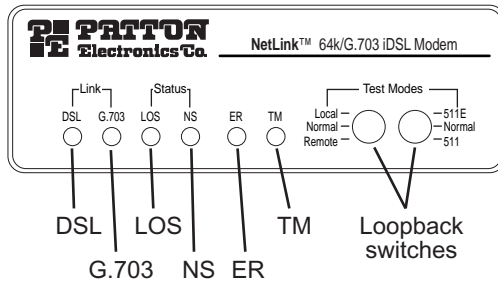 PATTON
Electronics Co.
NetLink™ 64k/G.703 iDSL Modem
Link
Status
Test Modes
DSL
G.703
LOS
NS
ER
TM
Local
Normal
Remote
511E
Normal
511
DSL
LOS
TM
Loopback
switches
G.703
NS
ER